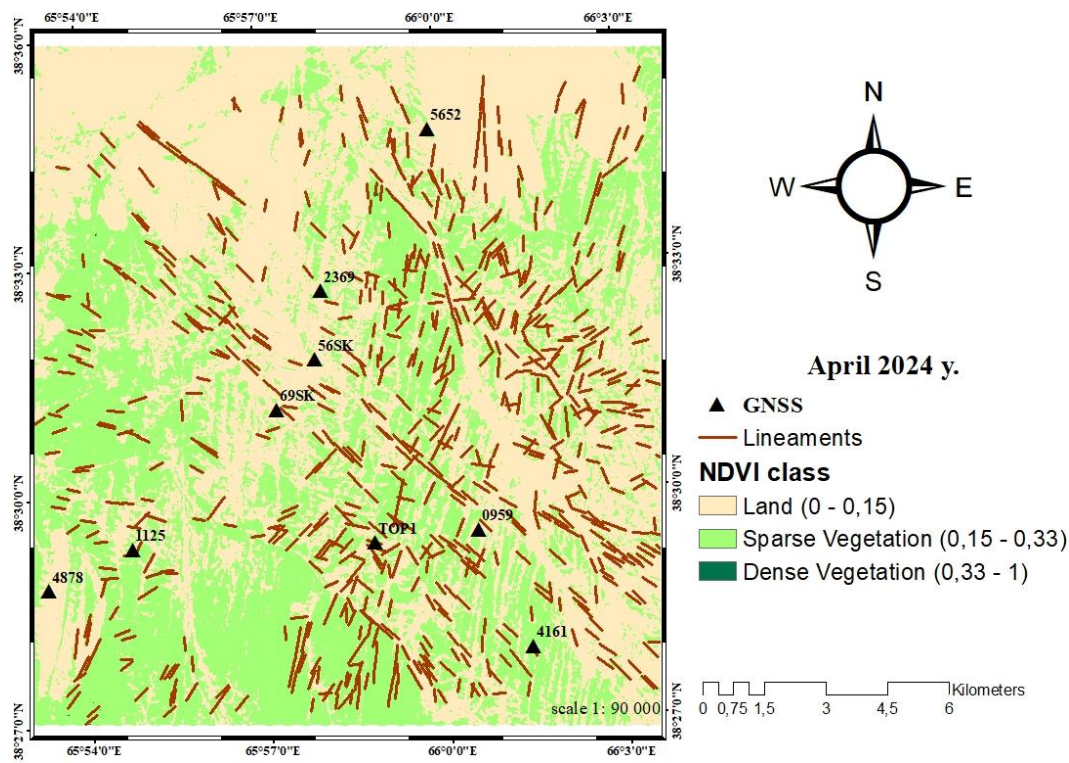 65°54'0"E 65°57'0"E 66°0'0"E 66°3'0"E
38°36'0"N
5652
38°33'0"N
38°33'0"N
2369
56SK
69SK
38°30'0"N
38°30'0"N
0959
TOP1
1125
4878
4161
38°27'0"N
38°27'0"N
scale 1: 90 000
65°54'0"E 65°57'0"E 66°0'0"E 66°3'0"E
N
W E
S
April 2024 y.
GNSS
Lineaments
NDVI class
Land (0 - 0,15)
Sparse Vegetation (0,15 - 0,33)
Dense Vegetation (0,33 - 1)
Kilometers
0 0,75 1,5 3 4,5 6